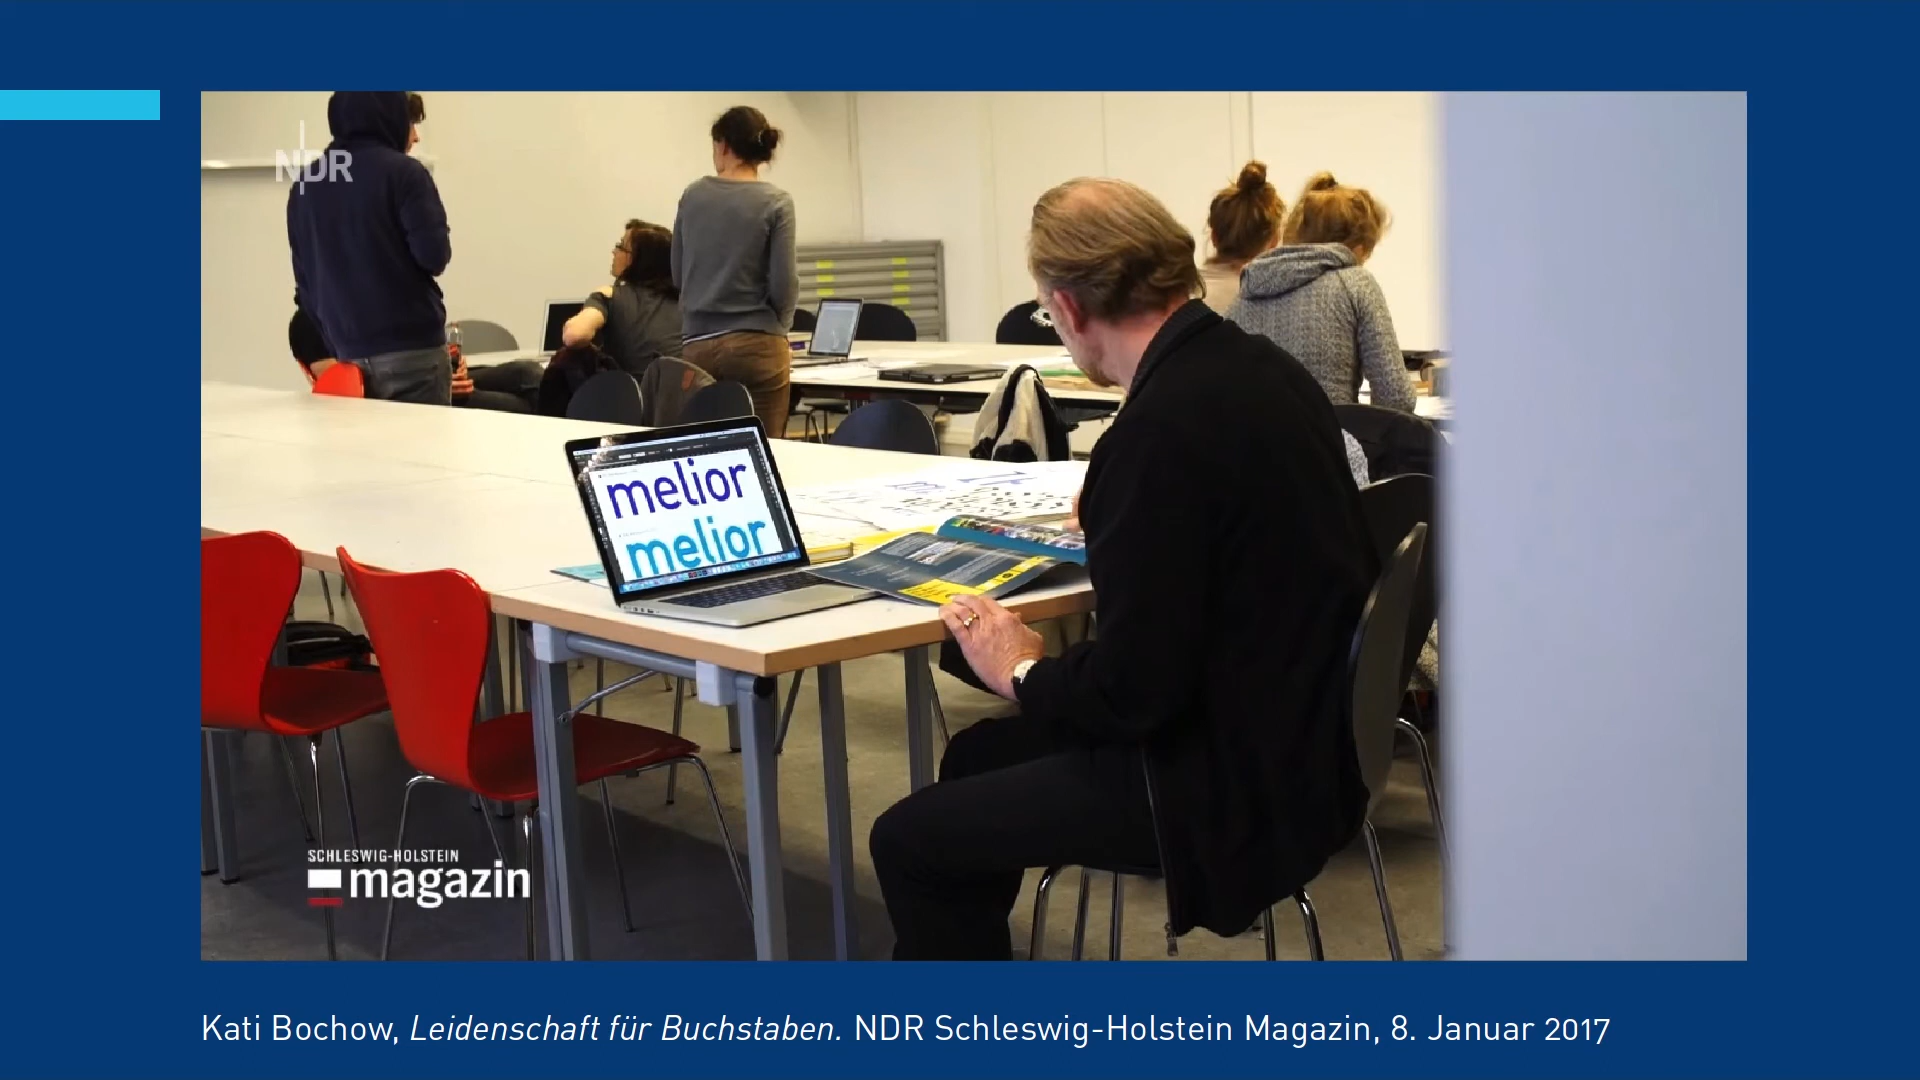 NDR
melior
melior
SCHLESWIG-HOLSTEIN
magazin
Kati Bochow, Leidenschaft für Buchstaben. NDR Schleswig-Holstein Magazin, 8. Januar 2017